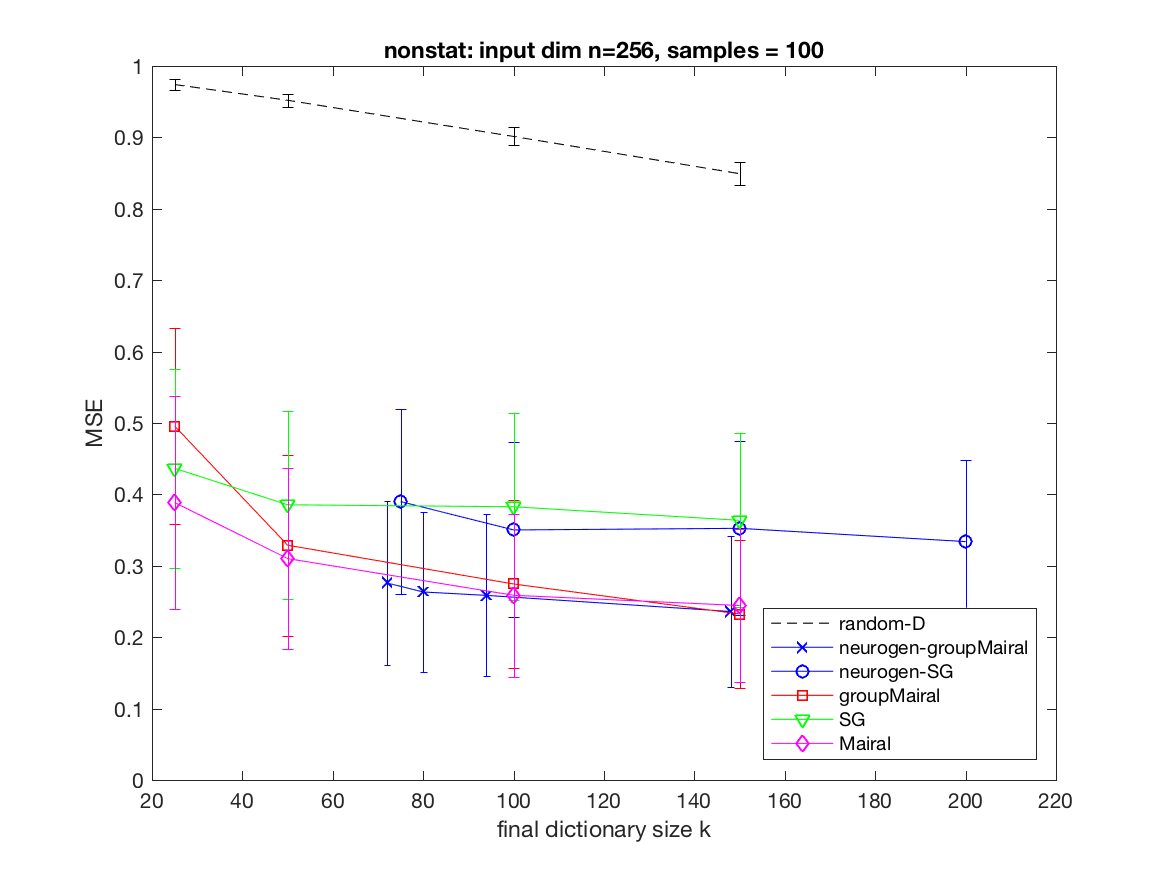 nonstat: input dim n=256, samples = 100
1
0.9
0.8
0.7
0.6
0.5
0.4
0.3
0.2
0.1
0
MSE
20 40 60 80 100 120 140 160 180 200 220
final dictionary size k
random-D
neurogen-groupMairal
neurogen-SG
groupMairal
SG
Mairal